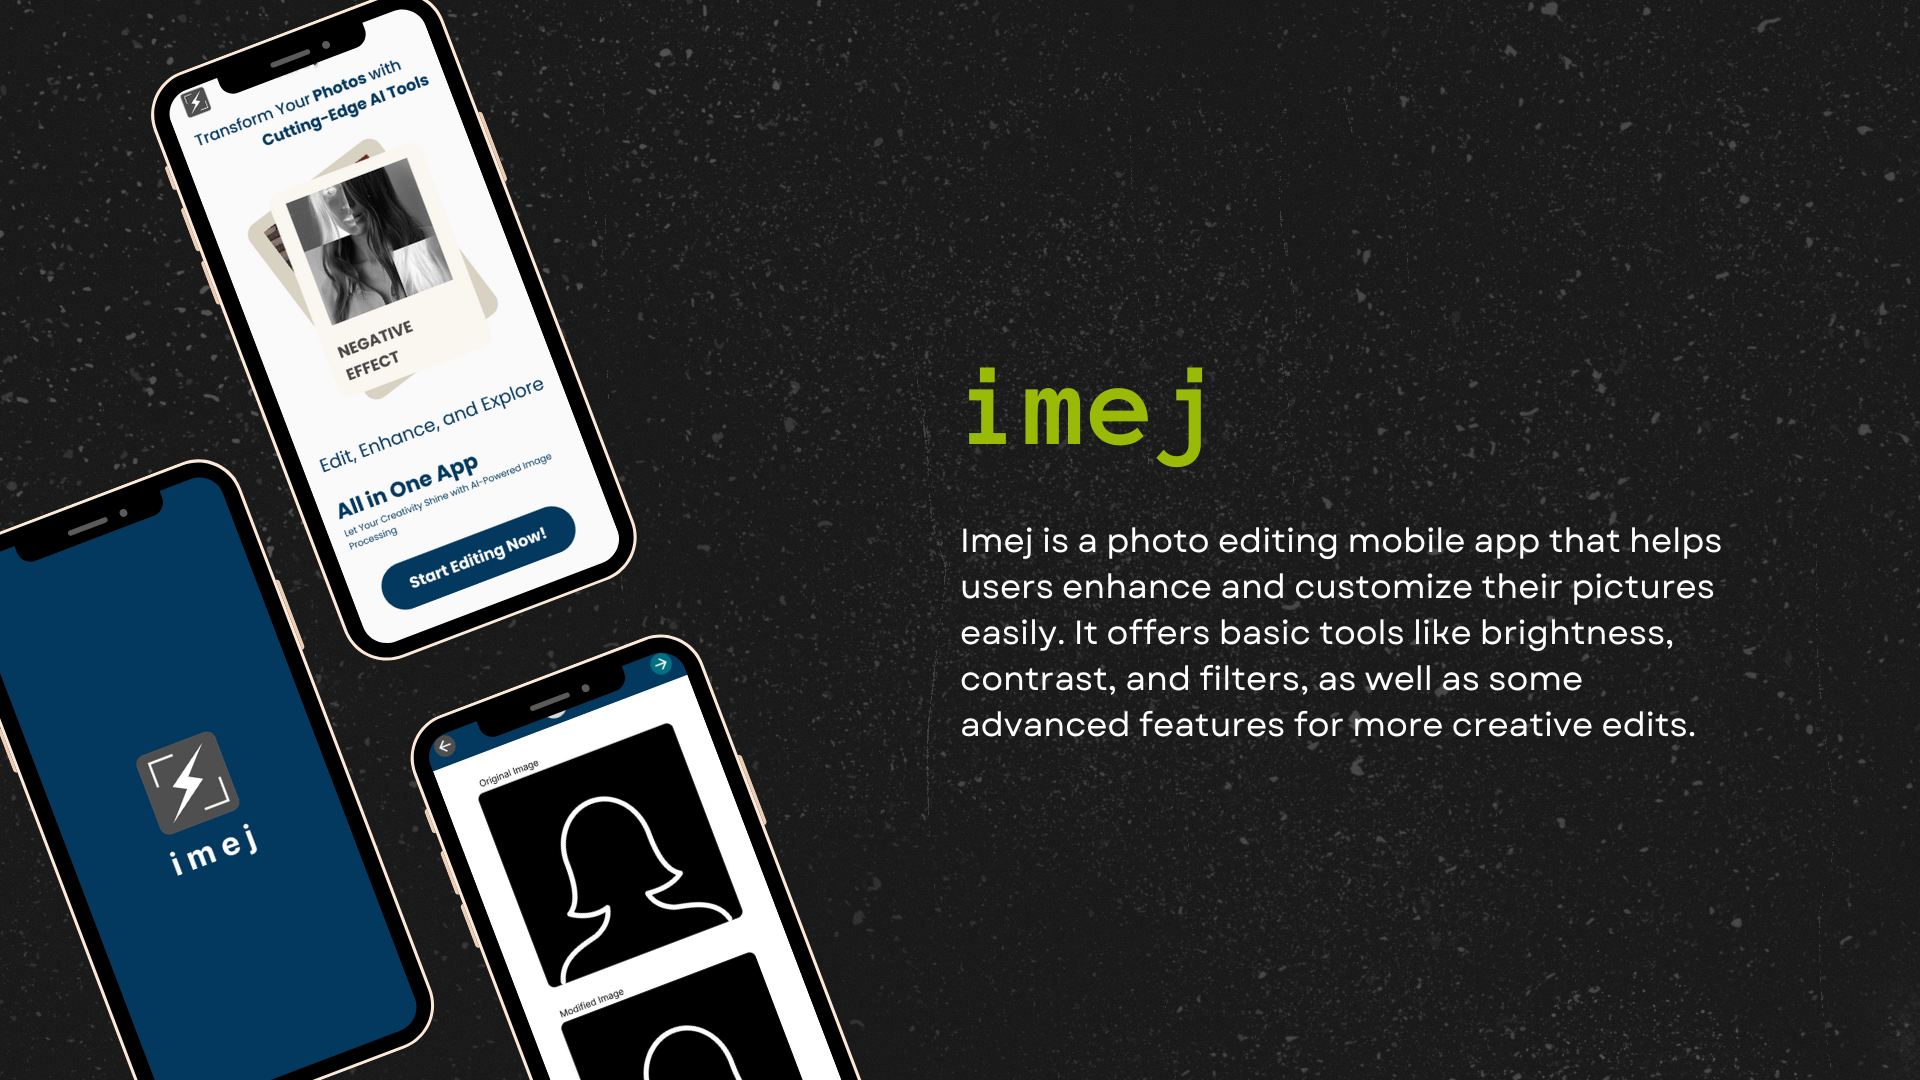 Transform Your Photos with
Cutting-Edge AI Tools
NEGATIVE
EFFECT
Edit, Enhance, and Explore
All in One App
Let Your Creativity Shine with AI-Powered Image
Processing
Start Editing Now!
imej
Original Image
Modified Image
imej
Imej is a photo editing mobile app that helps
users enhance and customize their pictures
easily. It offers basic tools like brightness,
contrast, and filters, as well as some
advanced features for more creative edits.